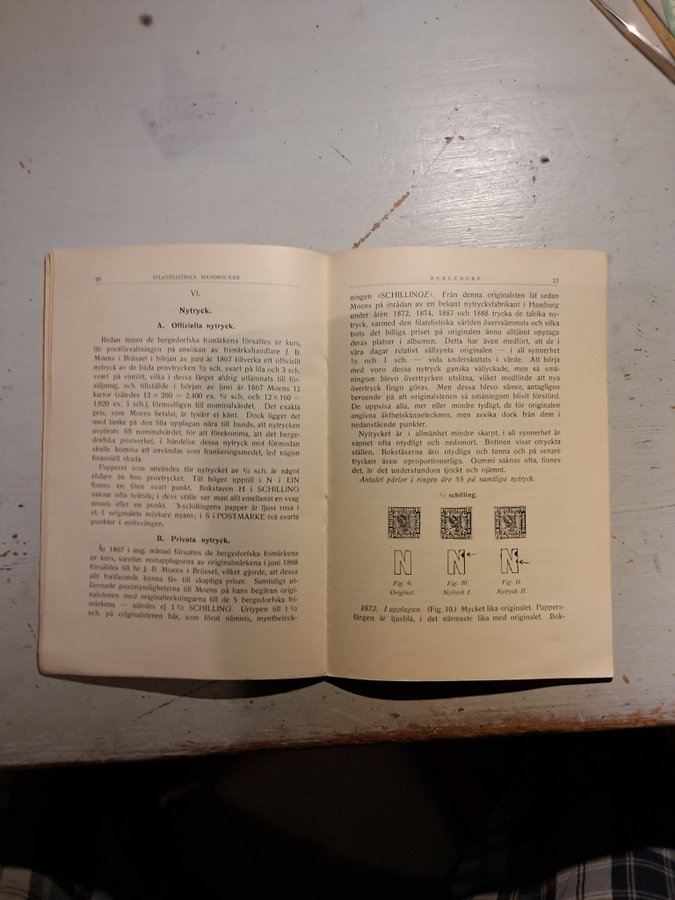 20 FILATELISTISKA HANDBÖCKER
VI.
Nytryck.
A. Officiella nytryck.
Redan innan de bergedorfska frimärkena försattes ur kurs,
lät postförvaltningen på ansökan av frimärkshandlare J. B.
Moens i Brüssel i början av juni år 1867 tillverka ett officiellt
nytryck av de båda provtrycken ½ sch. svart på lila och 3 sch.
svart på vinrött, vilka i dessa färger aldrig utlämnats till för-
säljning, och tillställde i början av juni år 1867 Moens 12
kartor (således 12 × 200 = 2,400 ex. ½ sch. och 12 × 160 =
1,920 ex. 3 sch.), förmodligen till nominalvärdet. Det exakta
pris, som Moens betalat, är tyvärr ej känt. Dock ligger det
med tanke på den lilla upplagan nära till hands, att nytrycken
avyttrats till nominalvärdet, för att förekomma, att det berge-
dorfska postverket, i händelse dessa nytryck mot förmodan
skulle komma att användas som frankeringsmedel, led någon
finansiell skada.
Papperet som användes för nytrycket av ½ sch. är något
rödare än hos provtrycket. Till höger upptill i N i EIN
finnes en liten svart punkt. Bokstaven H i SCHILLING
saknar ofta tvärslå; i dess ställe ser man allt emellanåt en svag
ansats eller en punkt. 3-schillingens papper är ljust rosa i
st. f. originalets mörkare nyans; i S i POSTMARKE två svarta
punkter i mittsvängen.
B. Privata nytryck.
År 1867 i aug. månad försattes de bergedorfska frimärkena
ur kurs, varefter restupplagorna av originalmärkena i juni 1868
försåldes till hr J. B. Moens i Brüssel, vilket gjorde, att dessa
allt fortfarande kunna fås till skapliga priser. Samtidigt ut-
lämnade postmyndigheterna till Moens på hans begäran origi-
nalstenen med originalteckningarna till de 5 bergedorfska fri-
märkena — således ej 1 ½ SCHILLING. Urtypen till 1 ½
sch. på originalstenen bär, som förut nämnts, myntbeteck-
BERGEDORF 21
ningen »SCHILLINGE«. Från denna originalsten lät sedan
Moens på inrådan av en bekant nytrycksfabrikant i Hamburg
under åren 1872, 1874, 1887 och 1888 trycka de talrika ny-
tryck, varmed den filatelistiska världen översvämmats och vilka
trots det billiga priset på originalen ännu alltjämt upptaga
deras platser i albumen. Detta har även medfört, att de i
våra dagar relativt sällsynta originalen — i all synnerhet
½ och 1 sch. — vida underskattats i värde. Att börja
med voro dessa nytryck ganska vällyckade, men så små-
ningom blevo övertrycken utslitna, vilket medförde att nya
övertryck fingo göras. Men dessa blevo sämre, antagligen
beroende på att originalstenen så småningom blivit förstörd.
De uppvisa alla, mer eller mindre tydligt, de för originalen
angivna äkthetskännetecknen, men avvika dock från dem i
nedanstående punkter.
Nytrycket är i allmänhet mindre skarpt, i all synnerhet är
vapnet ofta otydligt och nedsmort. Bottnen visar otryckta
ställen. Bokstäverna äro otydliga och tunna och på senare
trycken även oproportionerliga. Gummi saknas ofta, finnes
det, är det understundom tjockt och ojämnt.
Antalet pärlor i ringen äro 55 på samtliga nytryck.
½ schilling.
N N N
Fig. 9. Fig. 10. Fig. 11.
Original. Nytryck I. Nytryck II.
1872. I upplagan. (Fig. 10.) Mycket lika originalet. Pappers-
färgen är ljusblå, i det närmaste lika med originalet. Bok-